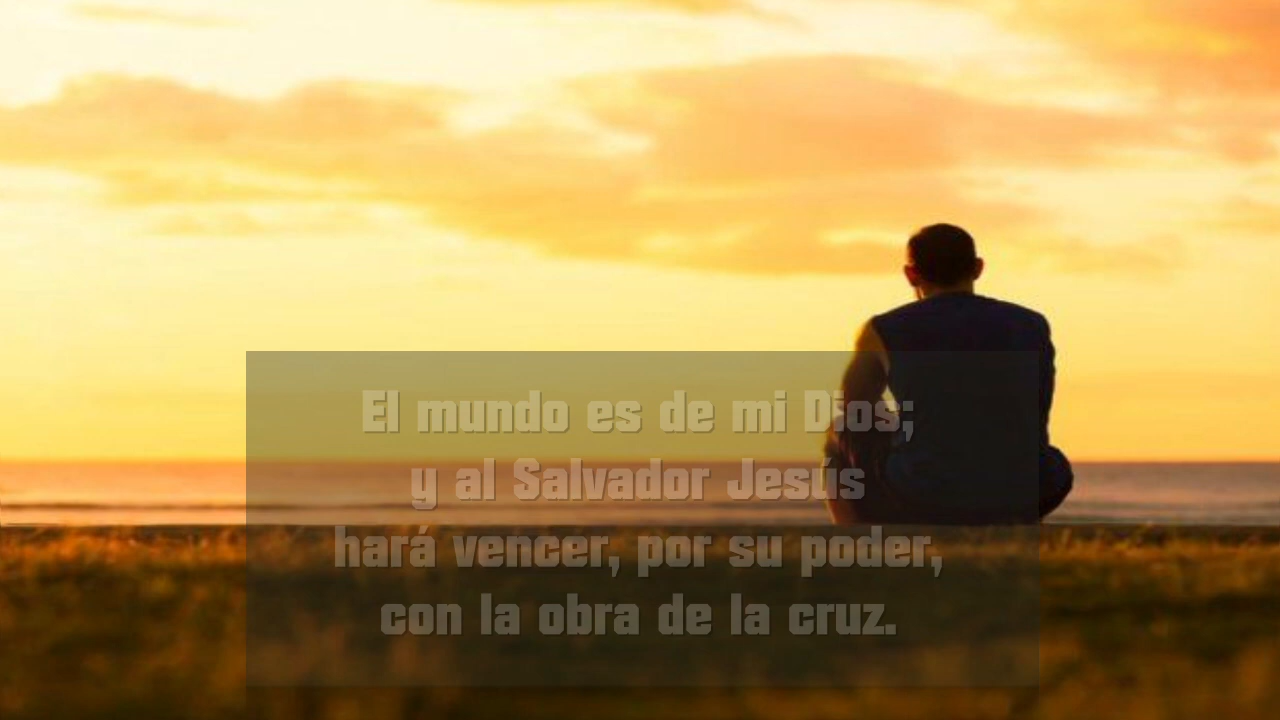 El mundo es de mi Dios;
y al Salvador Jesús
hará vencer, por su poder,
con la obra de la cruz.